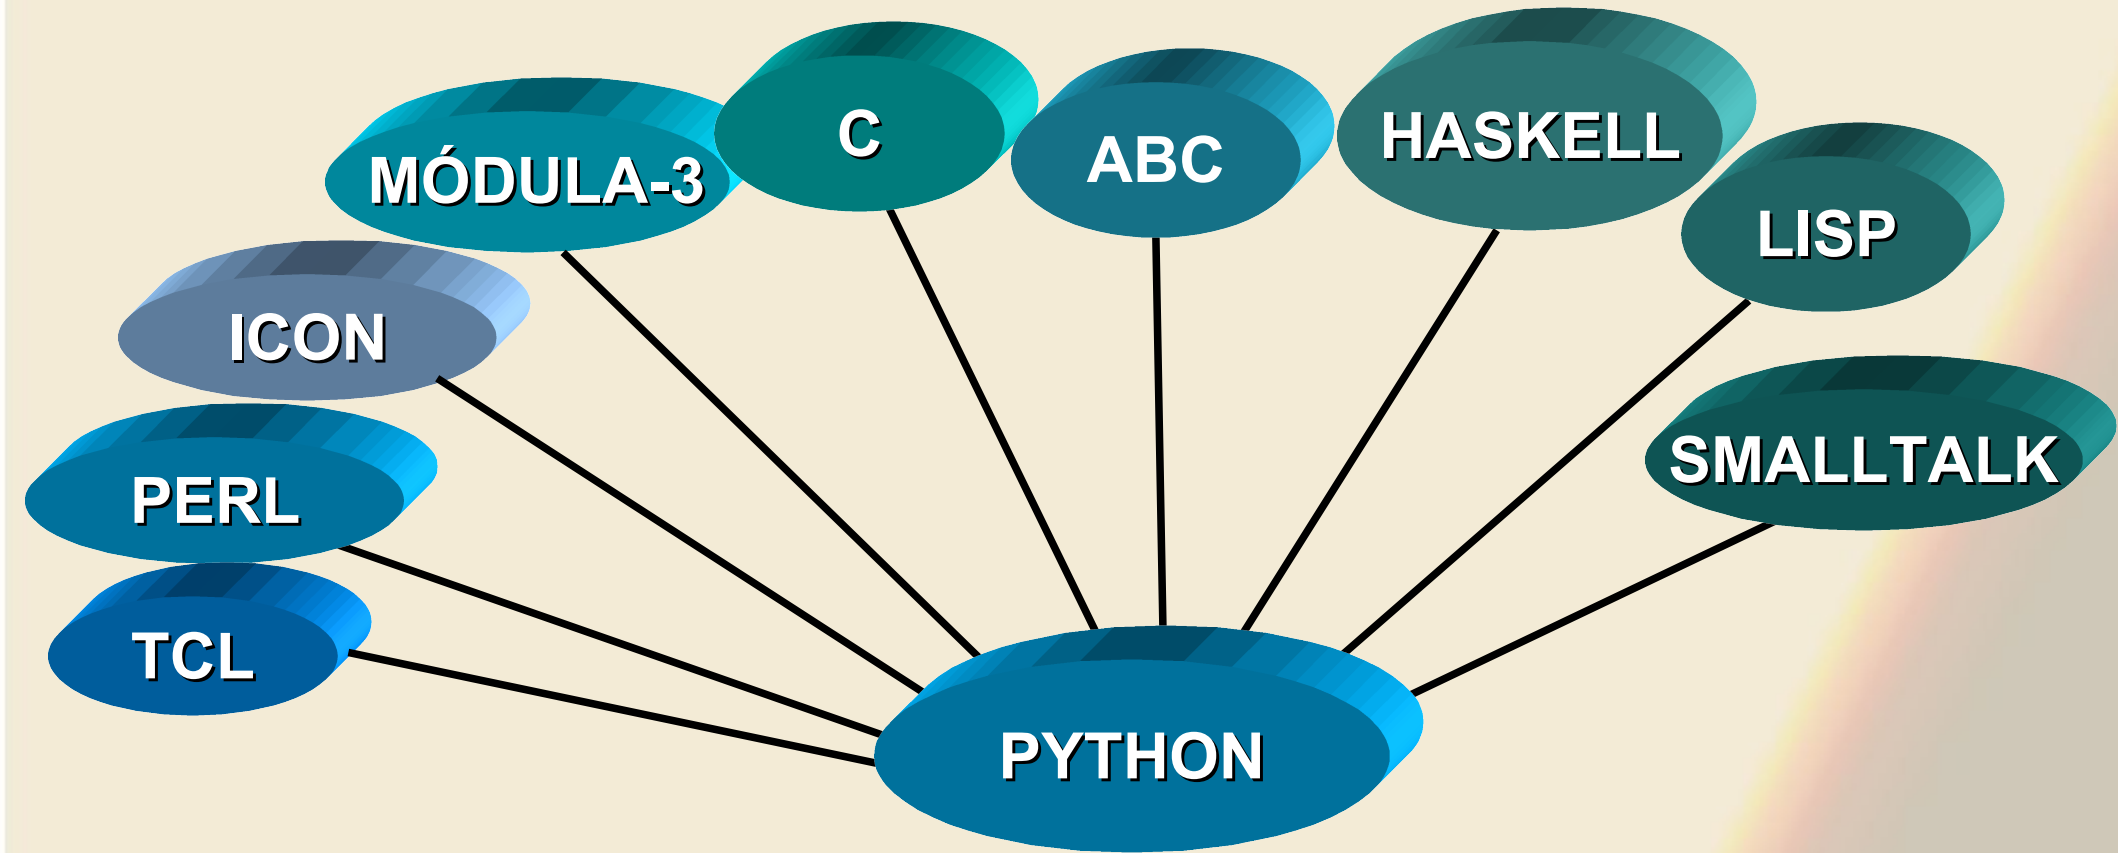 C
HASKELL
ABC
MÓDULA-3
LISP
ICON
SMALLTALK
PERL
TCL
PYTHON